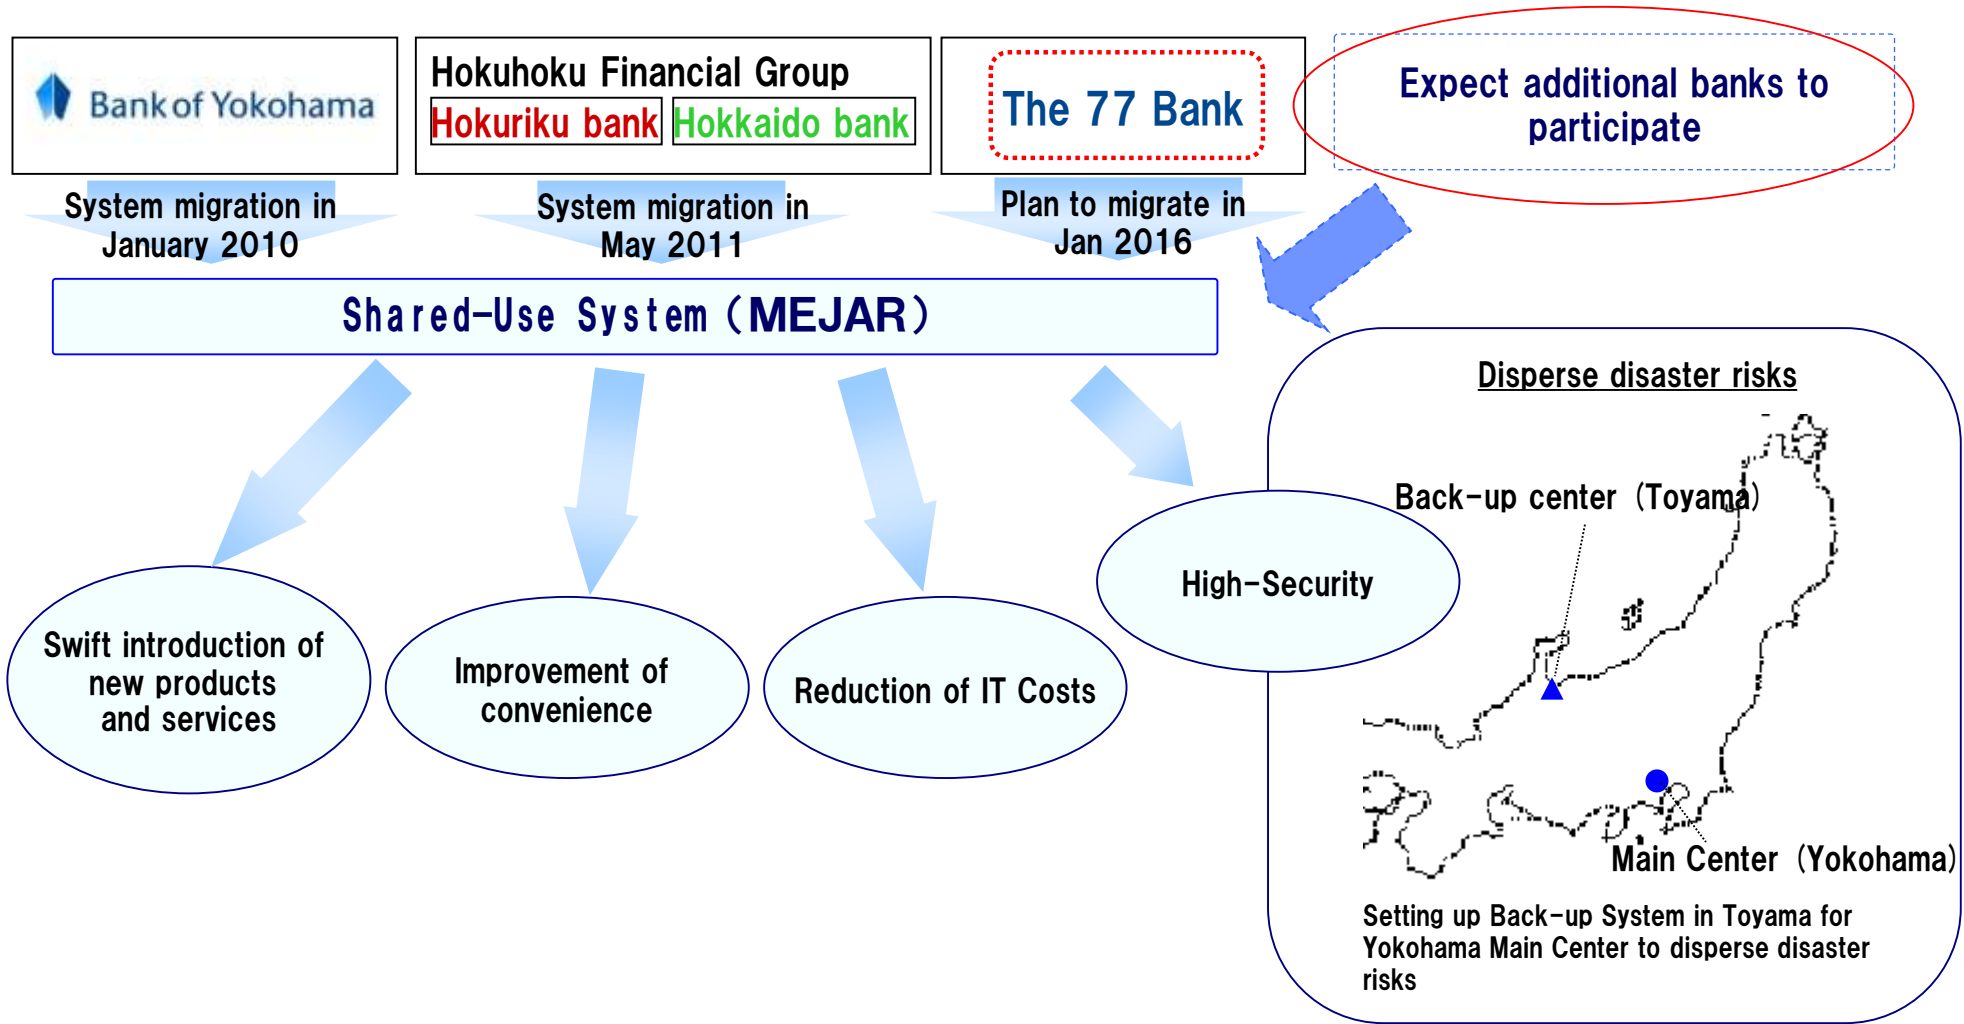 Bank of Yokohama
Hokuhoku Financial Group
Hokuriku bank
Hokkaido bank
The 77 Bank
Expect additional banks to
participate
System migration in
January 2010
System migration in
May 2011
Plan to migrate in
Jan 2016
Shared-Use System (MEJAR)
Swift introduction of
new products
and services
Improvement of
convenience
Reduction of IT Costs
High-Security
Disperse disaster risks
Back-up center (Toyama)
Main Center (Yokohama)
Setting up Back-up System in Toyama for
Yokohama Main Center to disperse disaster
risks